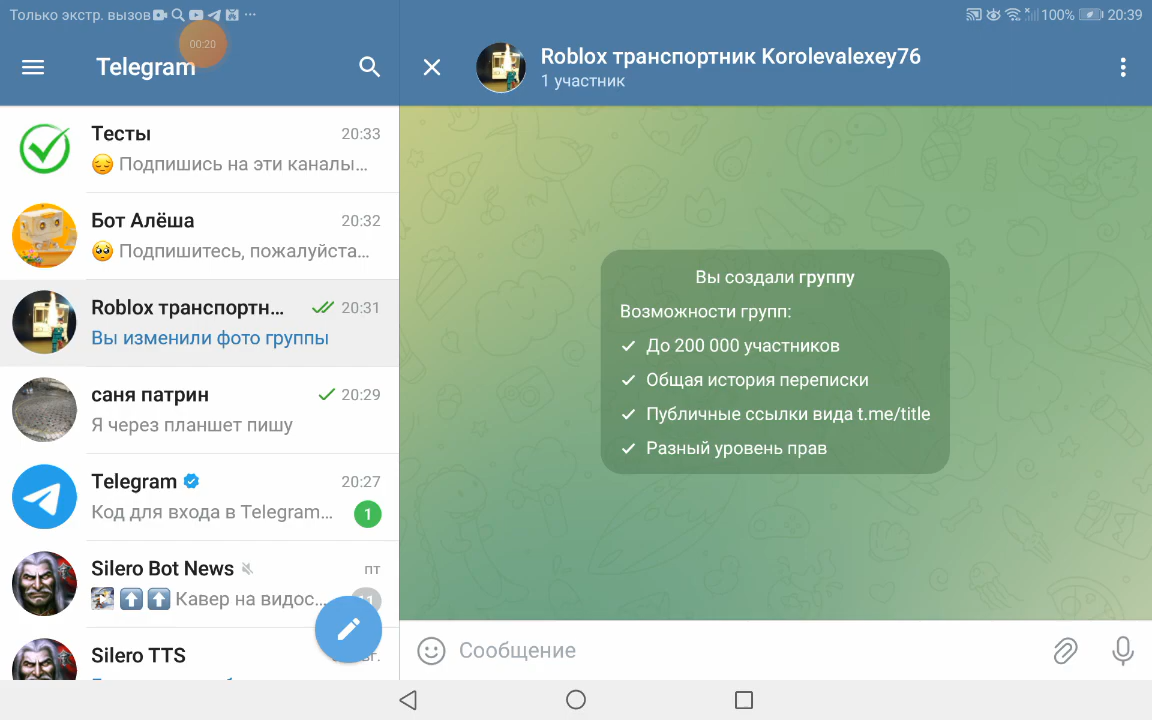 Только экстр. вызов ...
100% 20:39
00:20
Telegram
Roblox транспортник Korolevalexey76
1 участник
Тесты 20:33
Подпишись на эти каналы...
Бот Алёша 20:32
Подпишитесь, пожалуйста...
Roblox транспортн... 20:31
Вы изменили фото группы
саня патрин 20:29
Я через планшет пишу
Telegram 20:27
Код для входа в Telegram... 1
Silero Bot News пт
Кавер на видос...
Silero TTS
Вы создали группу
Возможности групп:
До 200 000 участников
Общая история переписки
Публичные ссылки вида t.me/title
Разный уровень прав
Сообщение